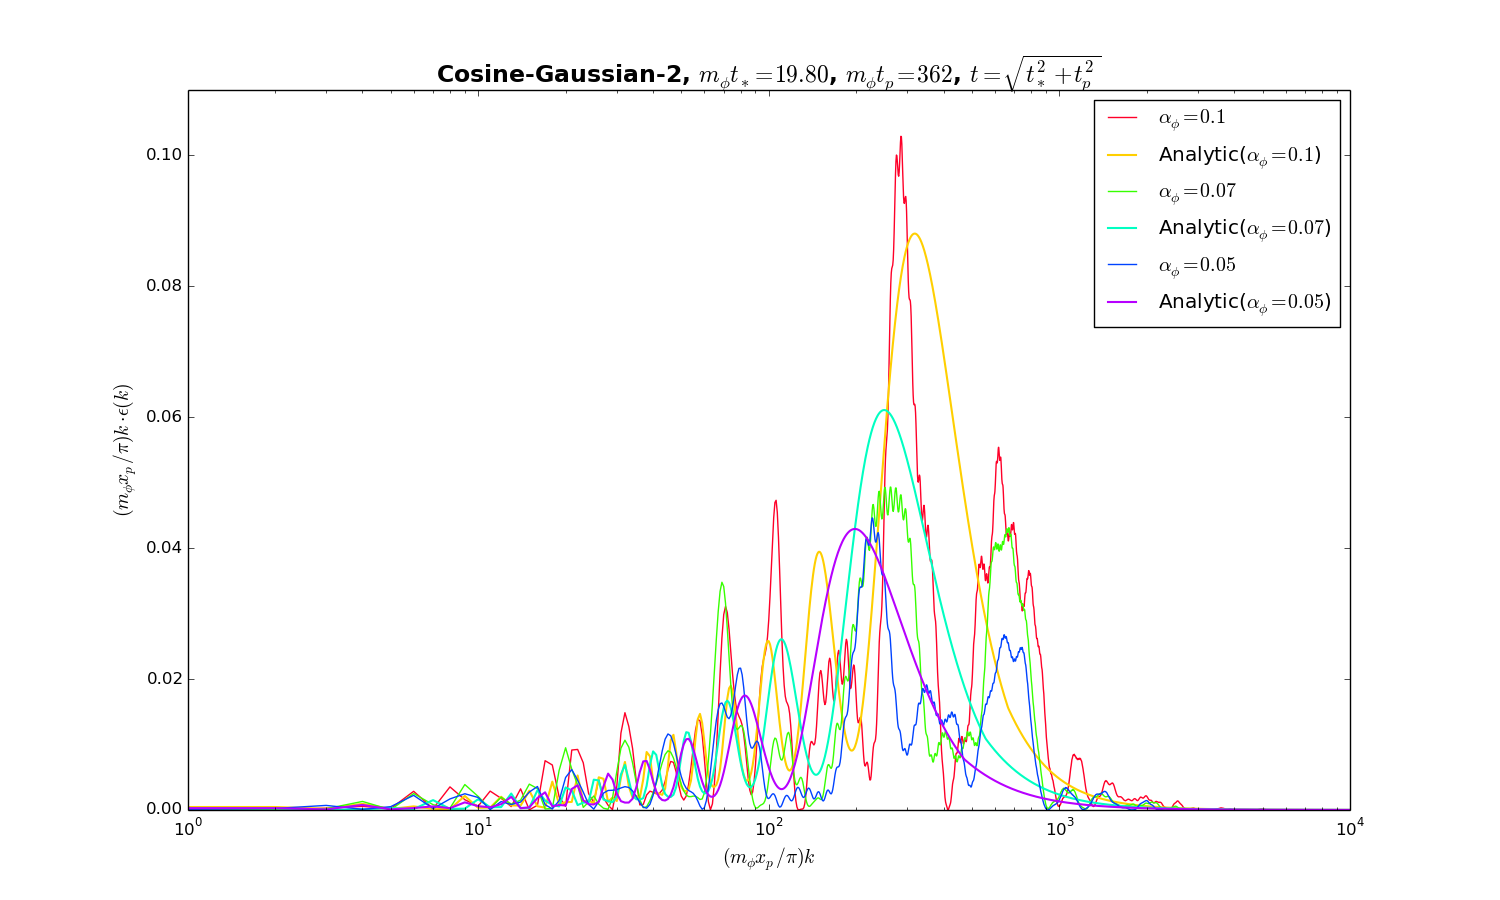 Cosine-Gaussian-2, $m_\phi t_* = 19.80$, $m_\phi t_p = 362$, $t = \sqrt{t_*^2 + t_p^2}$
$\alpha_\phi = 0.1$
Analytic($\alpha_\phi = 0.1$)
$\alpha_\phi = 0.07$
Analytic($\alpha_\phi = 0.07$)
$\alpha_\phi = 0.05$
Analytic($\alpha_\phi = 0.05$)
$(m_\phi x_p/\pi)k \cdot \epsilon(k)$
0.10
0.08
0.06
0.04
0.02
0.00
$10^0$ $10^1$ $10^2$ $10^3$ $10^4$
$(m_\phi x_p/\pi)k$